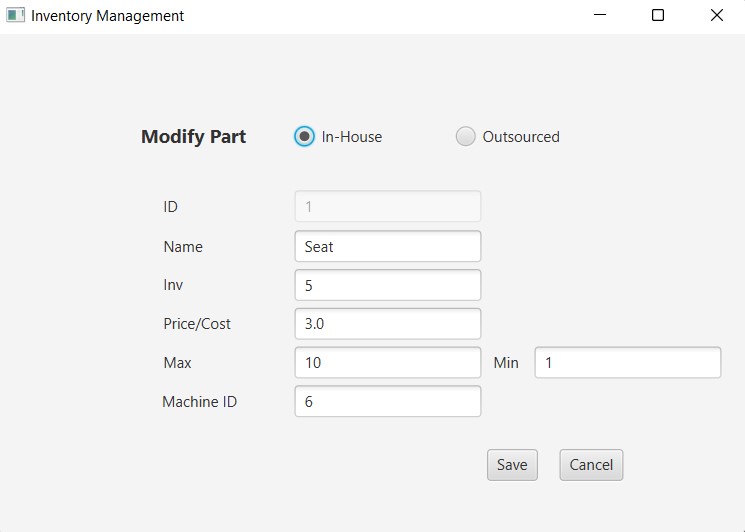 Inventory Management
Modify Part In-House Outsourced
ID 1
Name Seat
Inv 5
Price/Cost 3.0
Max 10 Min 1
Machine ID 6
Save Cancel